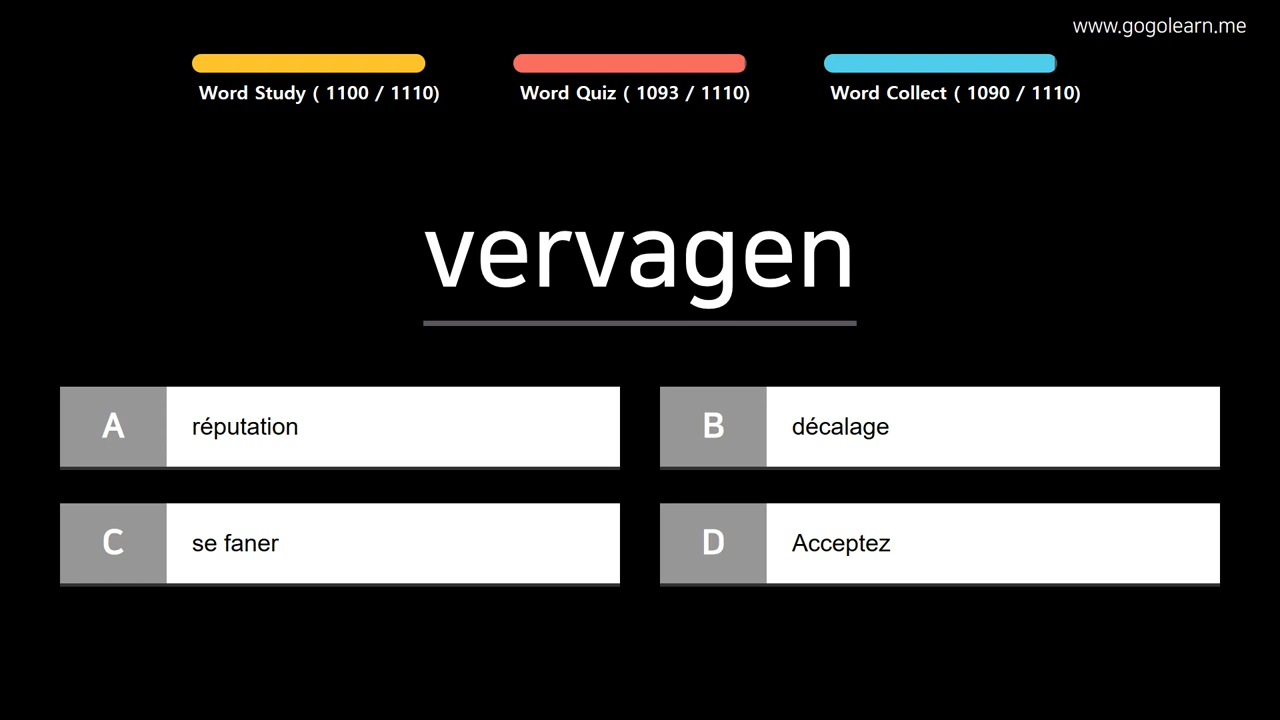 www.gogolearn.me
Word Study ( 1100 / 1110)
Word Quiz ( 1093 / 1110)
Word Collect ( 1090 / 1110)
vervagen
A réputation
B décalage
C se faner
D Acceptez